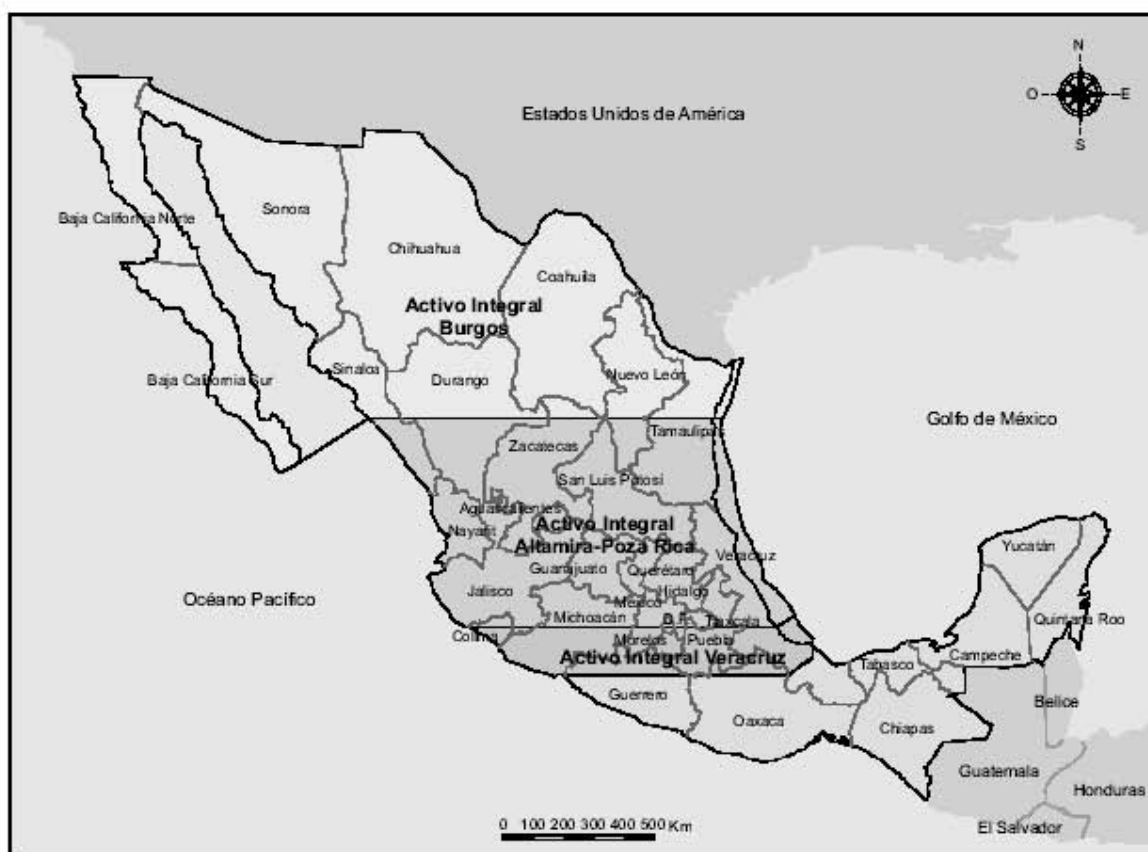 N
Estados Unidos de América
O
E
S
Sonora
Baja California Norte
Chihuahua
Coahuila
Activo Integral
Burgos
Sinaloa
Nuevo León
Baja California Sur
Durango
Golfo de México
Tamaulipas
Zacatecas
San Luis Potosí
Aguascalientes
Activo Integral
Nayarit
Altamira-Poza Rica
Veracruz
Yucatán
Guanajuato
Querétaro
Jalisco
Hidalgo
Océano Pacífico
México
Michoacán
D.F.
Tlaxcala
Quintana Roo
Colima
Morelos
Puebla
Campeche
Activo Integral Veracruz
Tabasco
Guerrero
Bellce
Oaxaca
Chiapas
Guatemala
Honduras
El Salvador
0 100 200 300 400 500 Km